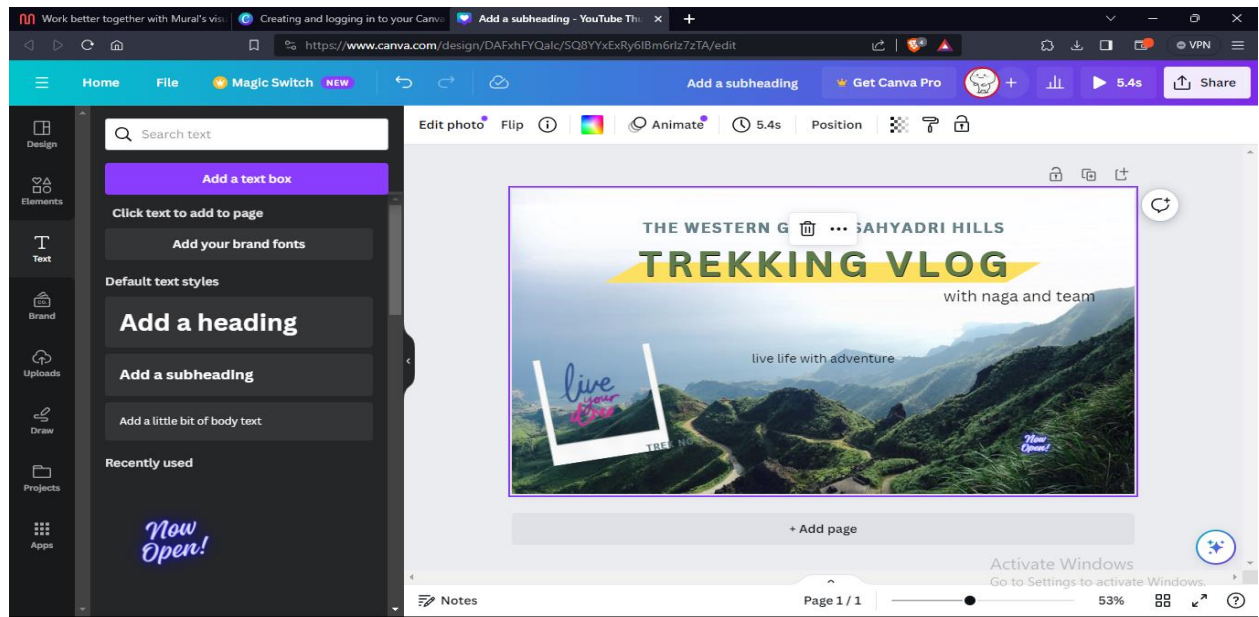 Work better together with Mural's visu
Creating and logging in to your Canva
Add a subheading - YouTube Thu
https://www.canva.com/design/DAFxhFYQalc/SQ8YYxExRy6IBm6rIz7zTA/edit
VPN
Home
File
Magic Switch NEW
Add a subheading
Get Canva Pro
5.4s
Share
Design
Elements
Text
Brand
Uploads
Draw
Projects
Apps
Search text
Add a text box
Click text to add to page
Add your brand fonts
Default text styles
Add a heading
Add a subheading
Add a little bit of body text
Recently used
Now
Open!
Edit photo
Flip
Animate
5.4s
Position
THE WESTERN G SAHYADRI HILLS
TREKKING VLOG
with naga and team
live life with adventure
live
your
TREK NO
Now
Open!
+ Add page
Activate Windows
Go to Settings to activate Windows.
Notes
Page 1 / 1
53%